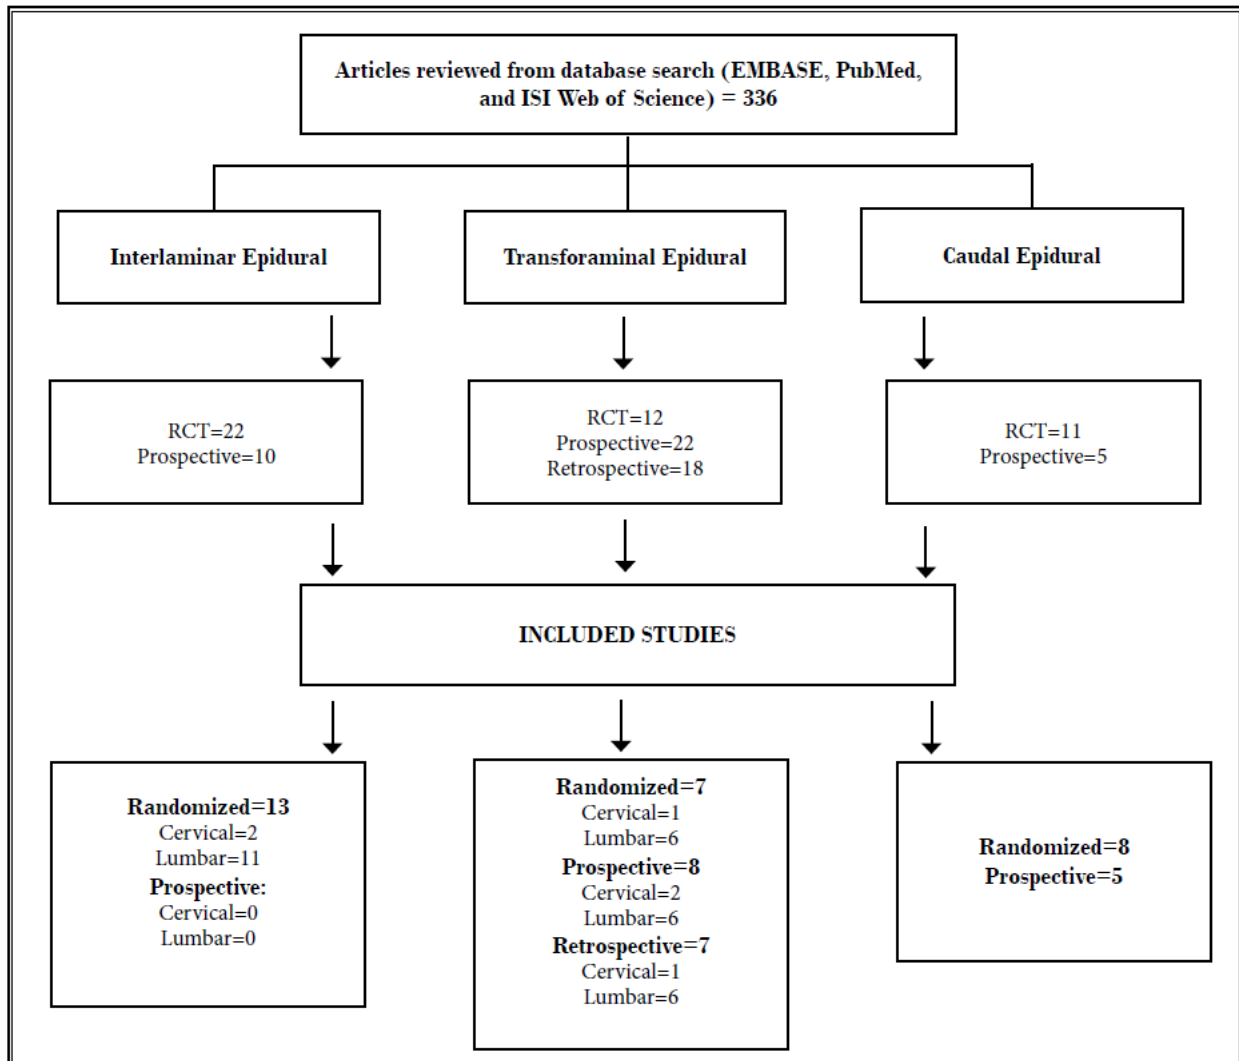 Articles reviewed from database search (EMBASE, PubMed,
and ISI Web of Science) = 336
Interlaminar Epidural
Transforaminal Epidural
Caudal Epidural
RCT=22
Prospective=10
RCT=12
Prospective=22
Retrospective=18
RCT=11
Prospective=5
INCLUDED STUDIES
Randomized=13
Cervical=2
Lumbar=11
Prospective:
Cervical=0
Lumbar=0
Randomized=7
Cervical=1
Lumbar=6
Prospective=8
Cervical=2
Lumbar=6
Retrospective=7
Cervical=1
Lumbar=6
Randomized=8
Prospective=5